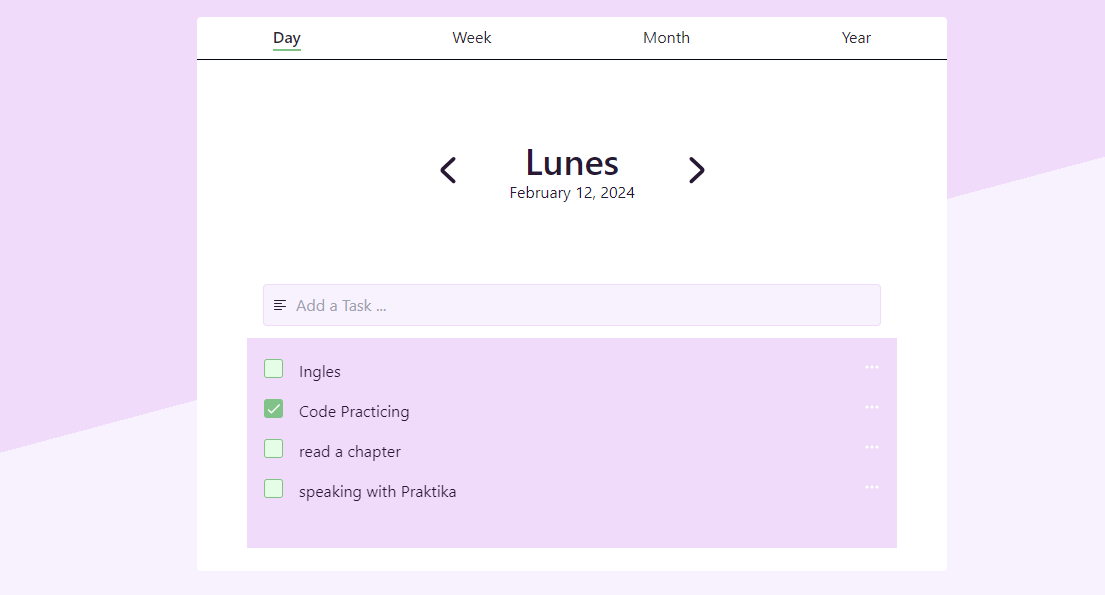 Day Week Month Year
Lunes
February 12, 2024
Add a Task ...
Ingles
Code Practicing
read a chapter
speaking with Praktika